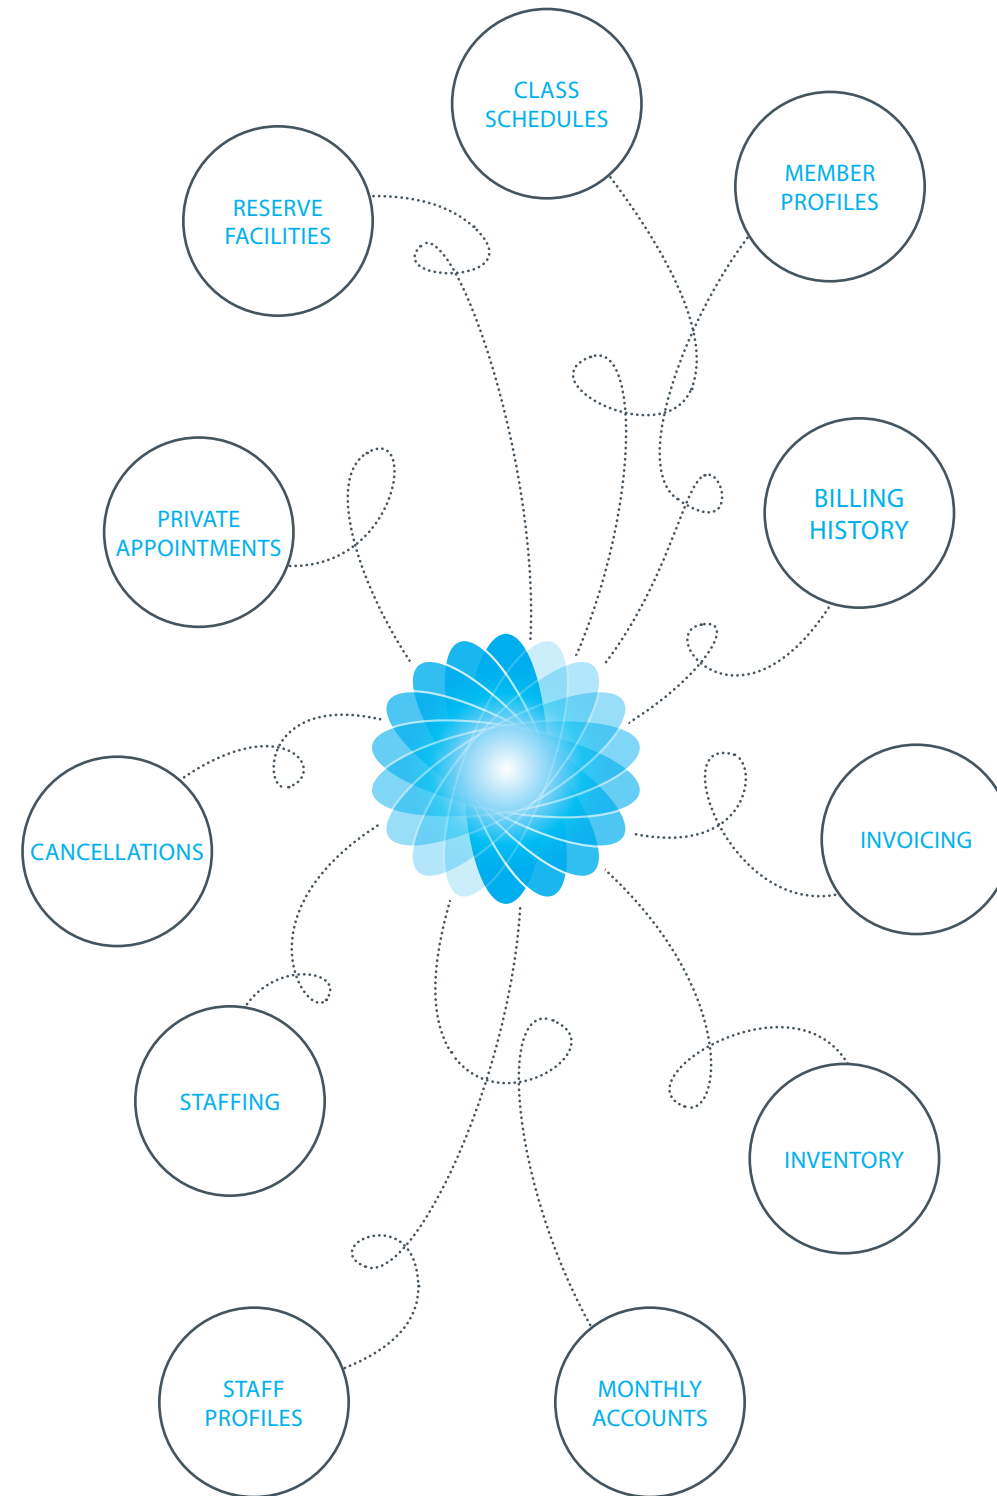 CLASS
SCHEDULES
MEMBER
PROFILES
RESERVE
FACILITIES
BILLING
HISTORY
PRIVATE
APPOINTMENTS
INVOICING
CANCELLATIONS
STAFFING
INVENTORY
STAFF
PROFILES
MONTHLY
ACCOUNTS